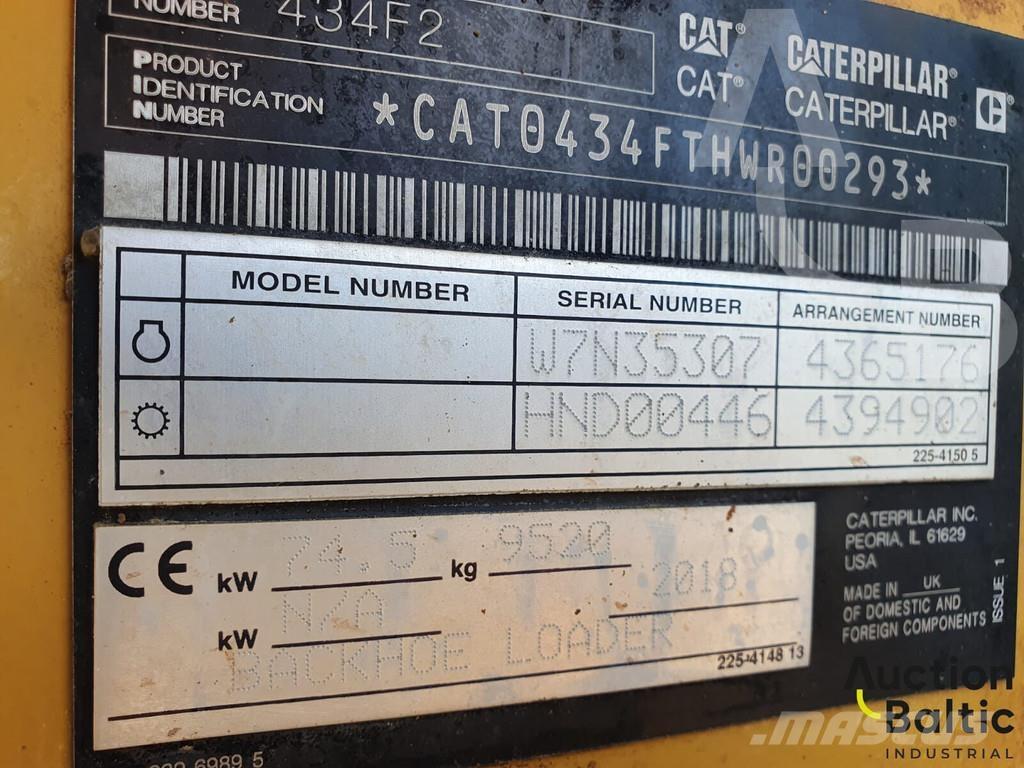 NUMBER 434F2
CAT® CATERPILLAR®
CAT® CATERPILLAR®
PRODUCT
IDENTIFICATION
NUMBER
*CAT0434FTHWR00293*
MODEL NUMBER SERIAL NUMBER ARRANGEMENT NUMBER
W7N35307 4365176
HND00446 4394902
225-4150 5
CE kW 74.5 kg 9520
2018
kW N/A
BACKHOE LOADER
225-4148 13
CATERPILLAR INC.
PEORIA, IL 61629
USA
MADE IN UK
OF DOMESTIC AND
FOREIGN COMPONENTS
ISSUE 1
6989 5
Auction
Baltic
INDUSTRIAL
MASCUS